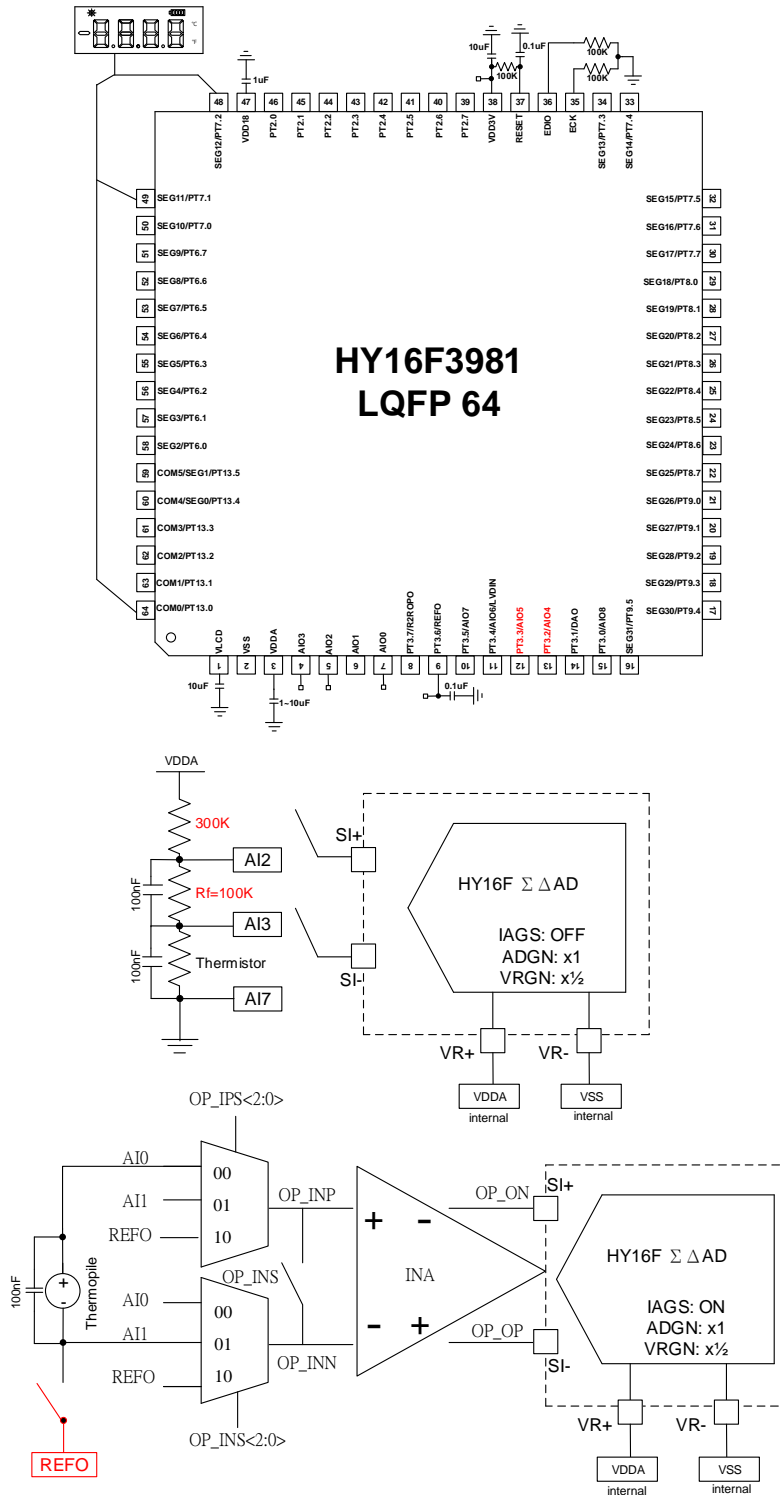 8.8.8.8
℃
℉
1uF
10uF
0.1uF
100K
100K
100K
48
47
46
45
44
43
42
41
40
39
38
37
36
35
34
33
SEG12/PT7.2
VDD18
PT2.0
PT2.1
PT2.2
PT2.3
PT2.4
PT2.5
PT2.6
PT2.7
VDD3V
RESET
EDIO
ECK
SEG13/PT7.3
SEG14/PT7.4
49 SEG11/PT7.1
50 SEG10/PT7.0
51 SEG9/PT6.7
52 SEG8/PT6.6
53 SEG7/PT6.5
54 SEG6/PT6.4
55 SEG5/PT6.3
56 SEG4/PT6.2
57 SEG3/PT6.1
58 SEG2/PT6.0
59 COM5/SEG1/PT13.5
60 COM4/SEG0/PT13.4
61 COM3/PT13.3
62 COM2/PT13.2
63 COM1/PT13.1
64 COM0/PT13.0
HY16F3981
LQFP 64
SEG15/PT7.5 32
SEG16/PT7.6 31
SEG17/PT7.7 30
SEG18/PT8.0 29
SEG19/PT8.1 28
SEG20/PT8.2 27
SEG21/PT8.3 26
SEG22/PT8.4 25
SEG23/PT8.5 24
SEG24/PT8.6 23
SEG25/PT8.7 22
SEG26/PT9.0 21
SEG27/PT9.1 20
SEG28/PT9.2 19
SEG29/PT9.3 18
SEG30/PT9.4 17
VLCD
VSS
VDDA
AIO3
AIO2
AIO1
AIO0
PT3.7/R2ROPO
PT3.6/REFO
PT3.5/AIO7
PT3.4/AIO6/LVDIN
PT3.3/AIO5
PT3.2/AIO4
PT3.1/DAO
PT3.0/AIO8
SEG31/PT9.5
1
2
3
4
5
6
7
8
9
10
11
12
13
14
15
16
10uF
1~10uF
0.1uF
VDDA
300K
AI2
100nF
Rf=100K
AI3
100nF
Thermistor
AI7
SI+
SI-
HY16F ΣΔAD
IAGS: OFF
ADGN: x1
VRGN: x½
VR+
VR-
VDDA
VSS
internal
internal
OP_IPS<2:0>
AI0
00
AI1
01
REFO
10
OP_INP
OP_INS
100nF
+
-
Thermopile
AI0
00
AI1
01
REFO
10
OP_INN
OP_INS<2:0>
REFO
+ -
INA
- +
OP_ON
OP_OP
SI+
SI-
HY16F ΣΔAD
IAGS: ON
ADGN: x1
VRGN: x½
VR+
VR-
VDDA
VSS
internal
internal